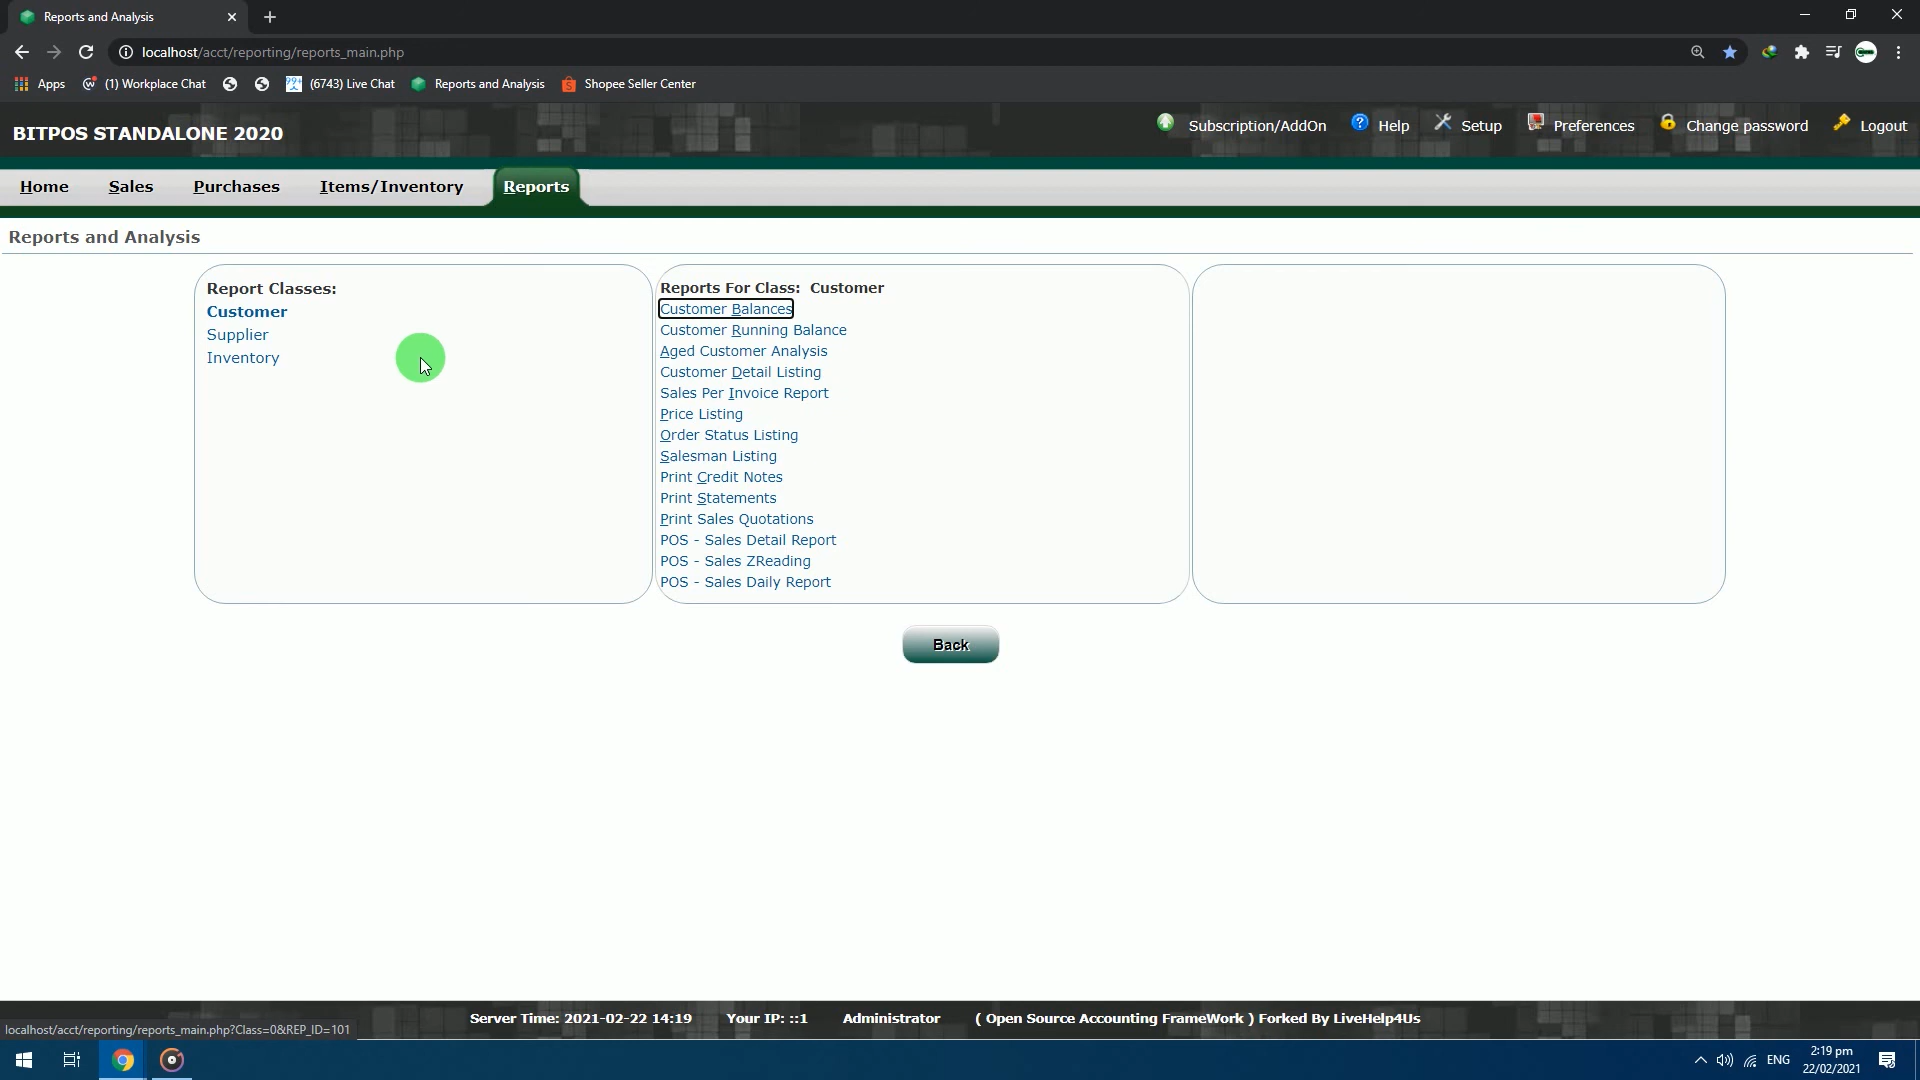 Reports and Analysis
localhost/acct/reporting/reports_main.php
Apps
(1) Workplace Chat
(6743) Live Chat
Reports and Analysis
Shopee Seller Center
BITPOS STANDALONE 2020
Subscription/AddOn
Help
Setup
Preferences
Change password
Logout
Home
Sales
Purchases
Items/Inventory
Reports
Reports and Analysis
Report Classes:
Customer
Supplier
Inventory
Reports For Class: Customer
Customer Balances
Customer Running Balance
Aged Customer Analysis
Customer Detail Listing
Sales Per Invoice Report
Price Listing
Order Status Listing
Salesman Listing
Print Credit Notes
Print Statements
Print Sales Quotations
POS - Sales Detail Report
POS - Sales ZReading
POS - Sales Daily Report
Back
Server Time: 2021-02-22 14:19
Your IP: ::1
Administrator
( Open Source Accounting FrameWork ) Forked By LiveHelp4Us
localhost/acct/reporting/reports_main.php?Class=0&REP_ID=101
ENG
2:19 pm
22/02/2021